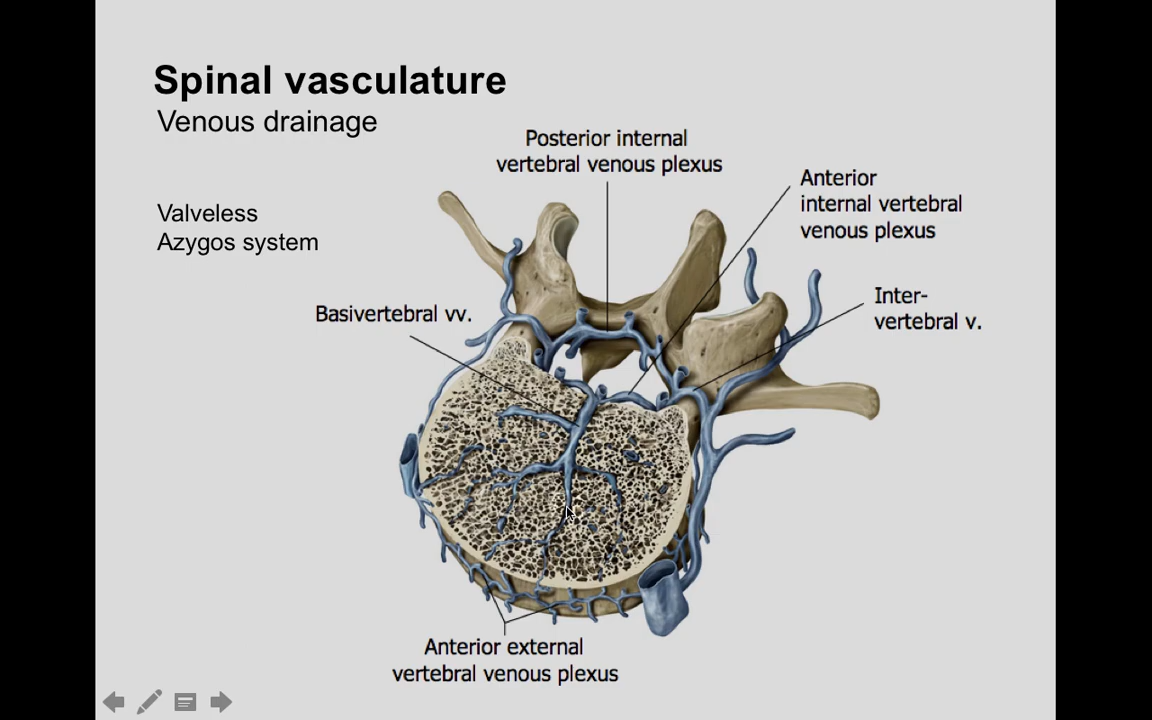 Spinal vasculature
Venous drainage
Posterior internal
vertebral venous plexus
Anterior
internal vertebral
venous plexus
Valveless
Azygos system
Inter-
vertebral v.
Basivertebral vv.
Anterior external
vertebral venous plexus